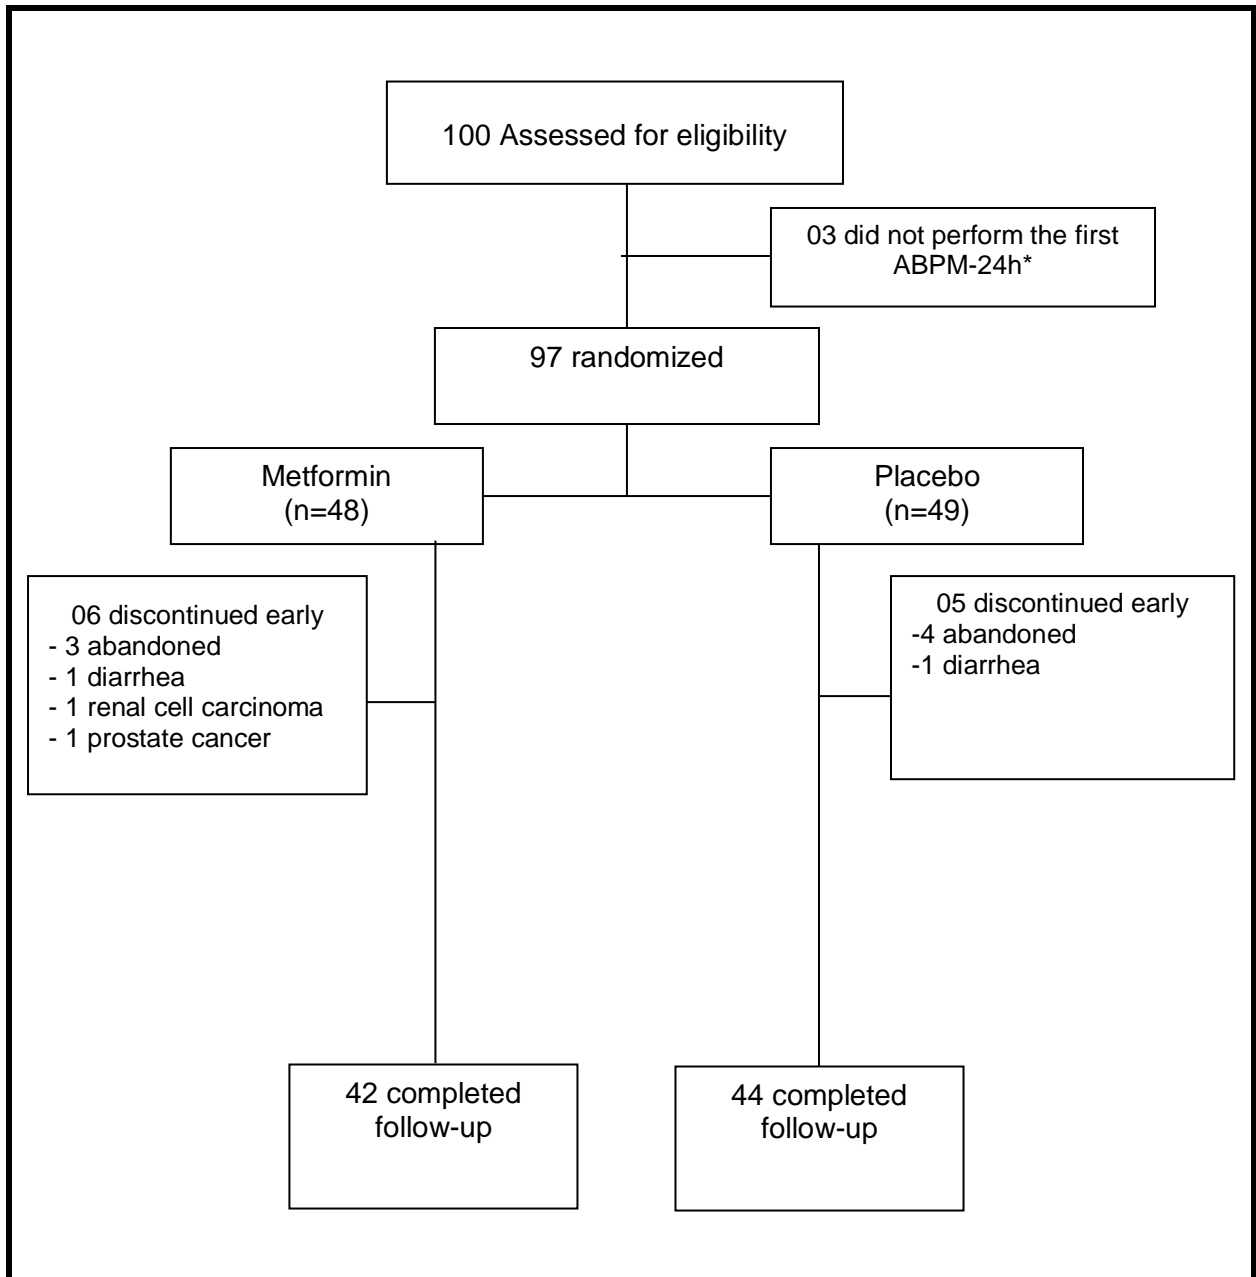 100 Assessed for eligibility
03 did not perform the first
ABPM-24h*
97 randomized
Metformin
(n=48)
Placebo
(n=49)
06 discontinued early
- 3 abandoned
- 1 diarrhea
- 1 renal cell carcinoma
- 1 prostate cancer
05 discontinued early
-4 abandoned
-1 diarrhea
42 completed
follow-up
44 completed
follow-up